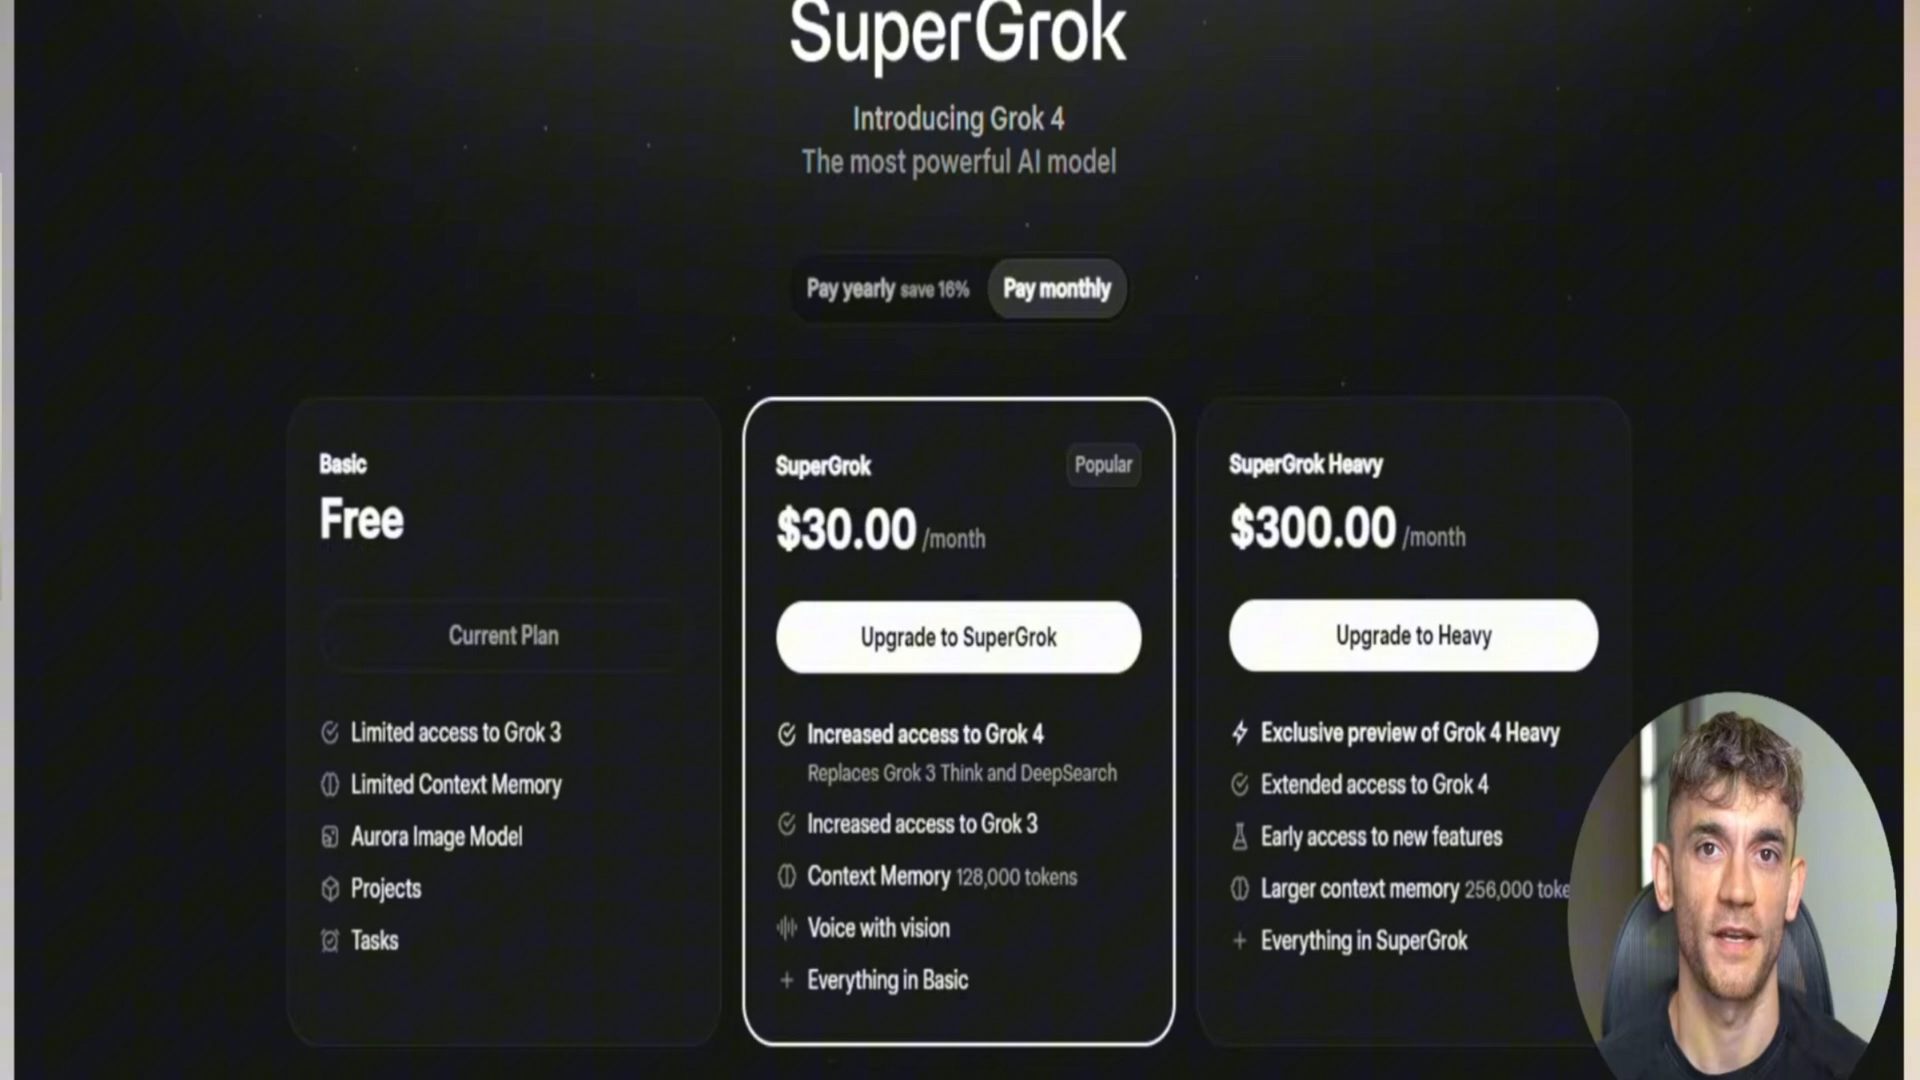 SuperGrok
Introducing Grok 4
The most powerful AI model
Pay yearly save 16%
Pay monthly
Basic
Free
Current Plan
Limited access to Grok 3
Limited Context Memory
Aurora Image Model
Projects
Tasks
SuperGrok
Popular
$30.00 /month
Upgrade to SuperGrok
Increased access to Grok 4
Replaces Grok 3 Think and DeepSearch
Increased access to Grok 3
Context Memory 128,000 tokens
Voice with vision
Everything in Basic
SuperGrok Heavy
$300.00 /month
Upgrade to Heavy
Exclusive preview of Grok 4 Heavy
Extended access to Grok 4
Early access to new features
Larger context memory 256,000 toke
Everything in SuperGrok